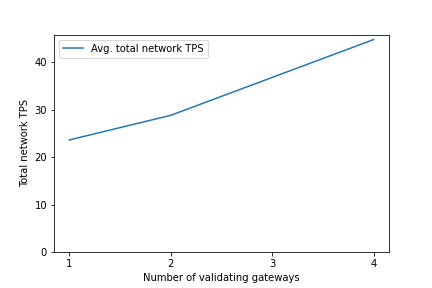 Avg. total network TPS
Total network TPS
40
30
20
10
0
1 2 3 4
Number of validating gateways